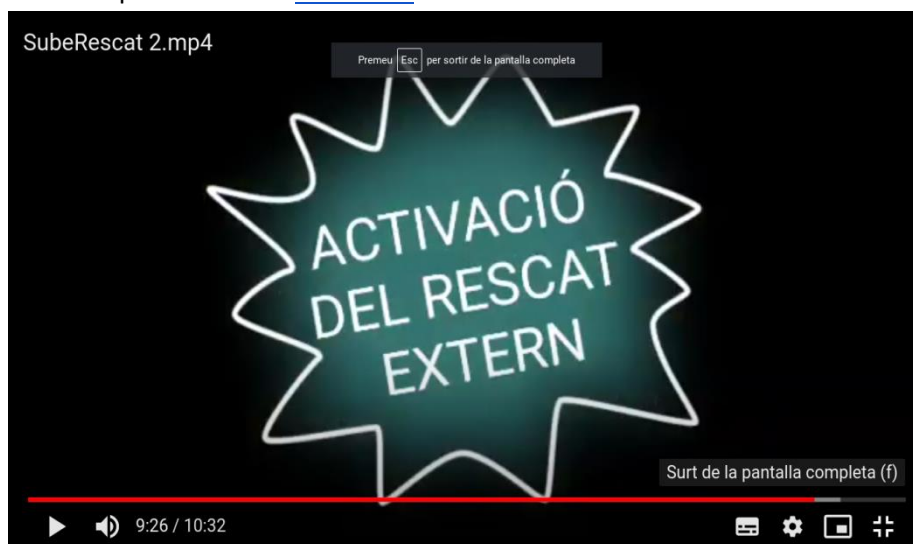 SubeRescat 2.mp4
Premeu Esc per sortir de la pantalla completa
ACTIVACIÓ
DEL RESCAT
EXTERN
Surt de la pantalla completa (f)
9:26 / 10:32